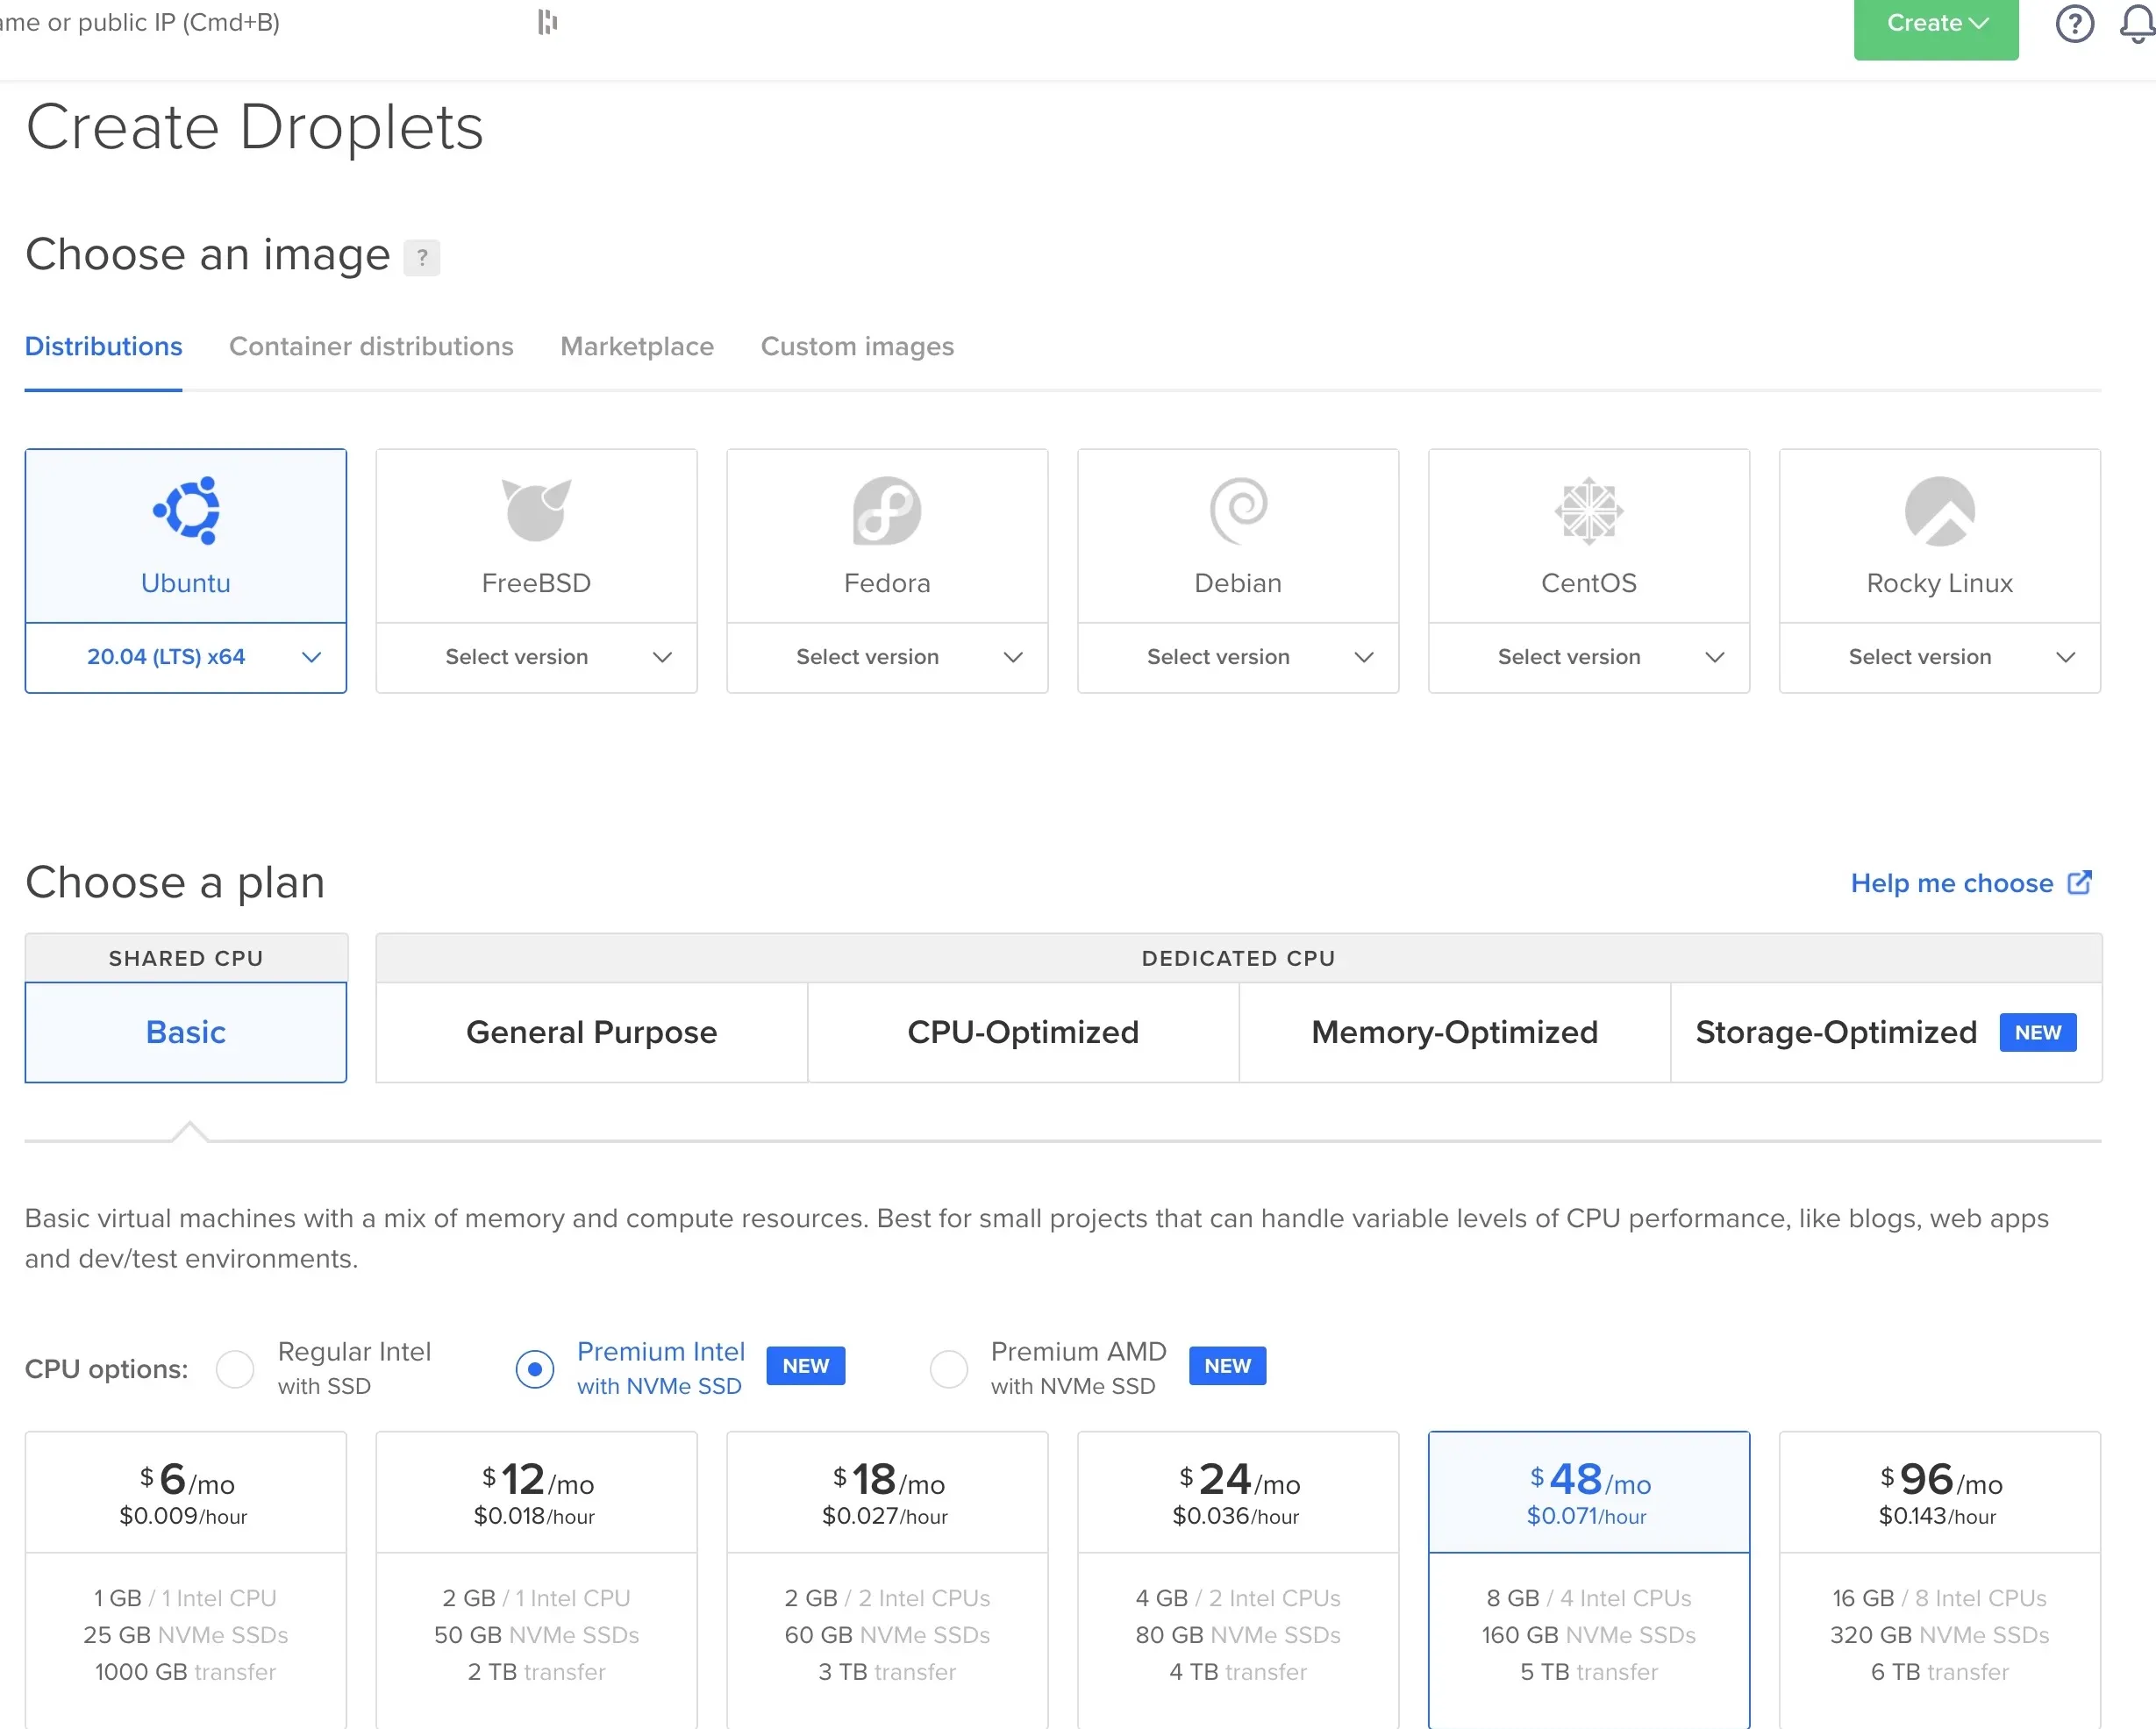 ame or public IP (Cmd+B)
Create
?
Create Droplets
Choose an image ?
Distributions Container distributions Marketplace Custom images
Ubuntu FreeBSD Fedora Debian CentOS Rocky Linux
20.04 (LTS) x64 Select version Select version Select version Select version Select version
Choose a plan Help me choose
SHARED CPU DEDICATED CPU
Basic General Purpose CPU-Optimized Memory-Optimized Storage-Optimized NEW
Basic virtual machines with a mix of memory and compute resources. Best for small projects that can handle variable levels of CPU performance, like blogs, web apps
and dev/test environments.
CPU options:
Regular Intel
with SSD
Premium Intel
with NVMe SSD
NEW
Premium AMD
with NVMe SSD
NEW
$6/mo
$0.009/hour
1 GB / 1 Intel CPU
25 GB NVMe SSDs
1000 GB transfer
$12/mo
$0.018/hour
2 GB / 1 Intel CPU
50 GB NVMe SSDs
2 TB transfer
$18/mo
$0.027/hour
2 GB / 2 Intel CPUs
60 GB NVMe SSDs
3 TB transfer
$24/mo
$0.036/hour
4 GB / 2 Intel CPUs
80 GB NVMe SSDs
4 TB transfer
$48/mo
$0.071/hour
8 GB / 4 Intel CPUs
160 GB NVMe SSDs
5 TB transfer
$96/mo
$0.143/hour
16 GB / 8 Intel CPUs
320 GB NVMe SSDs
6 TB transfer